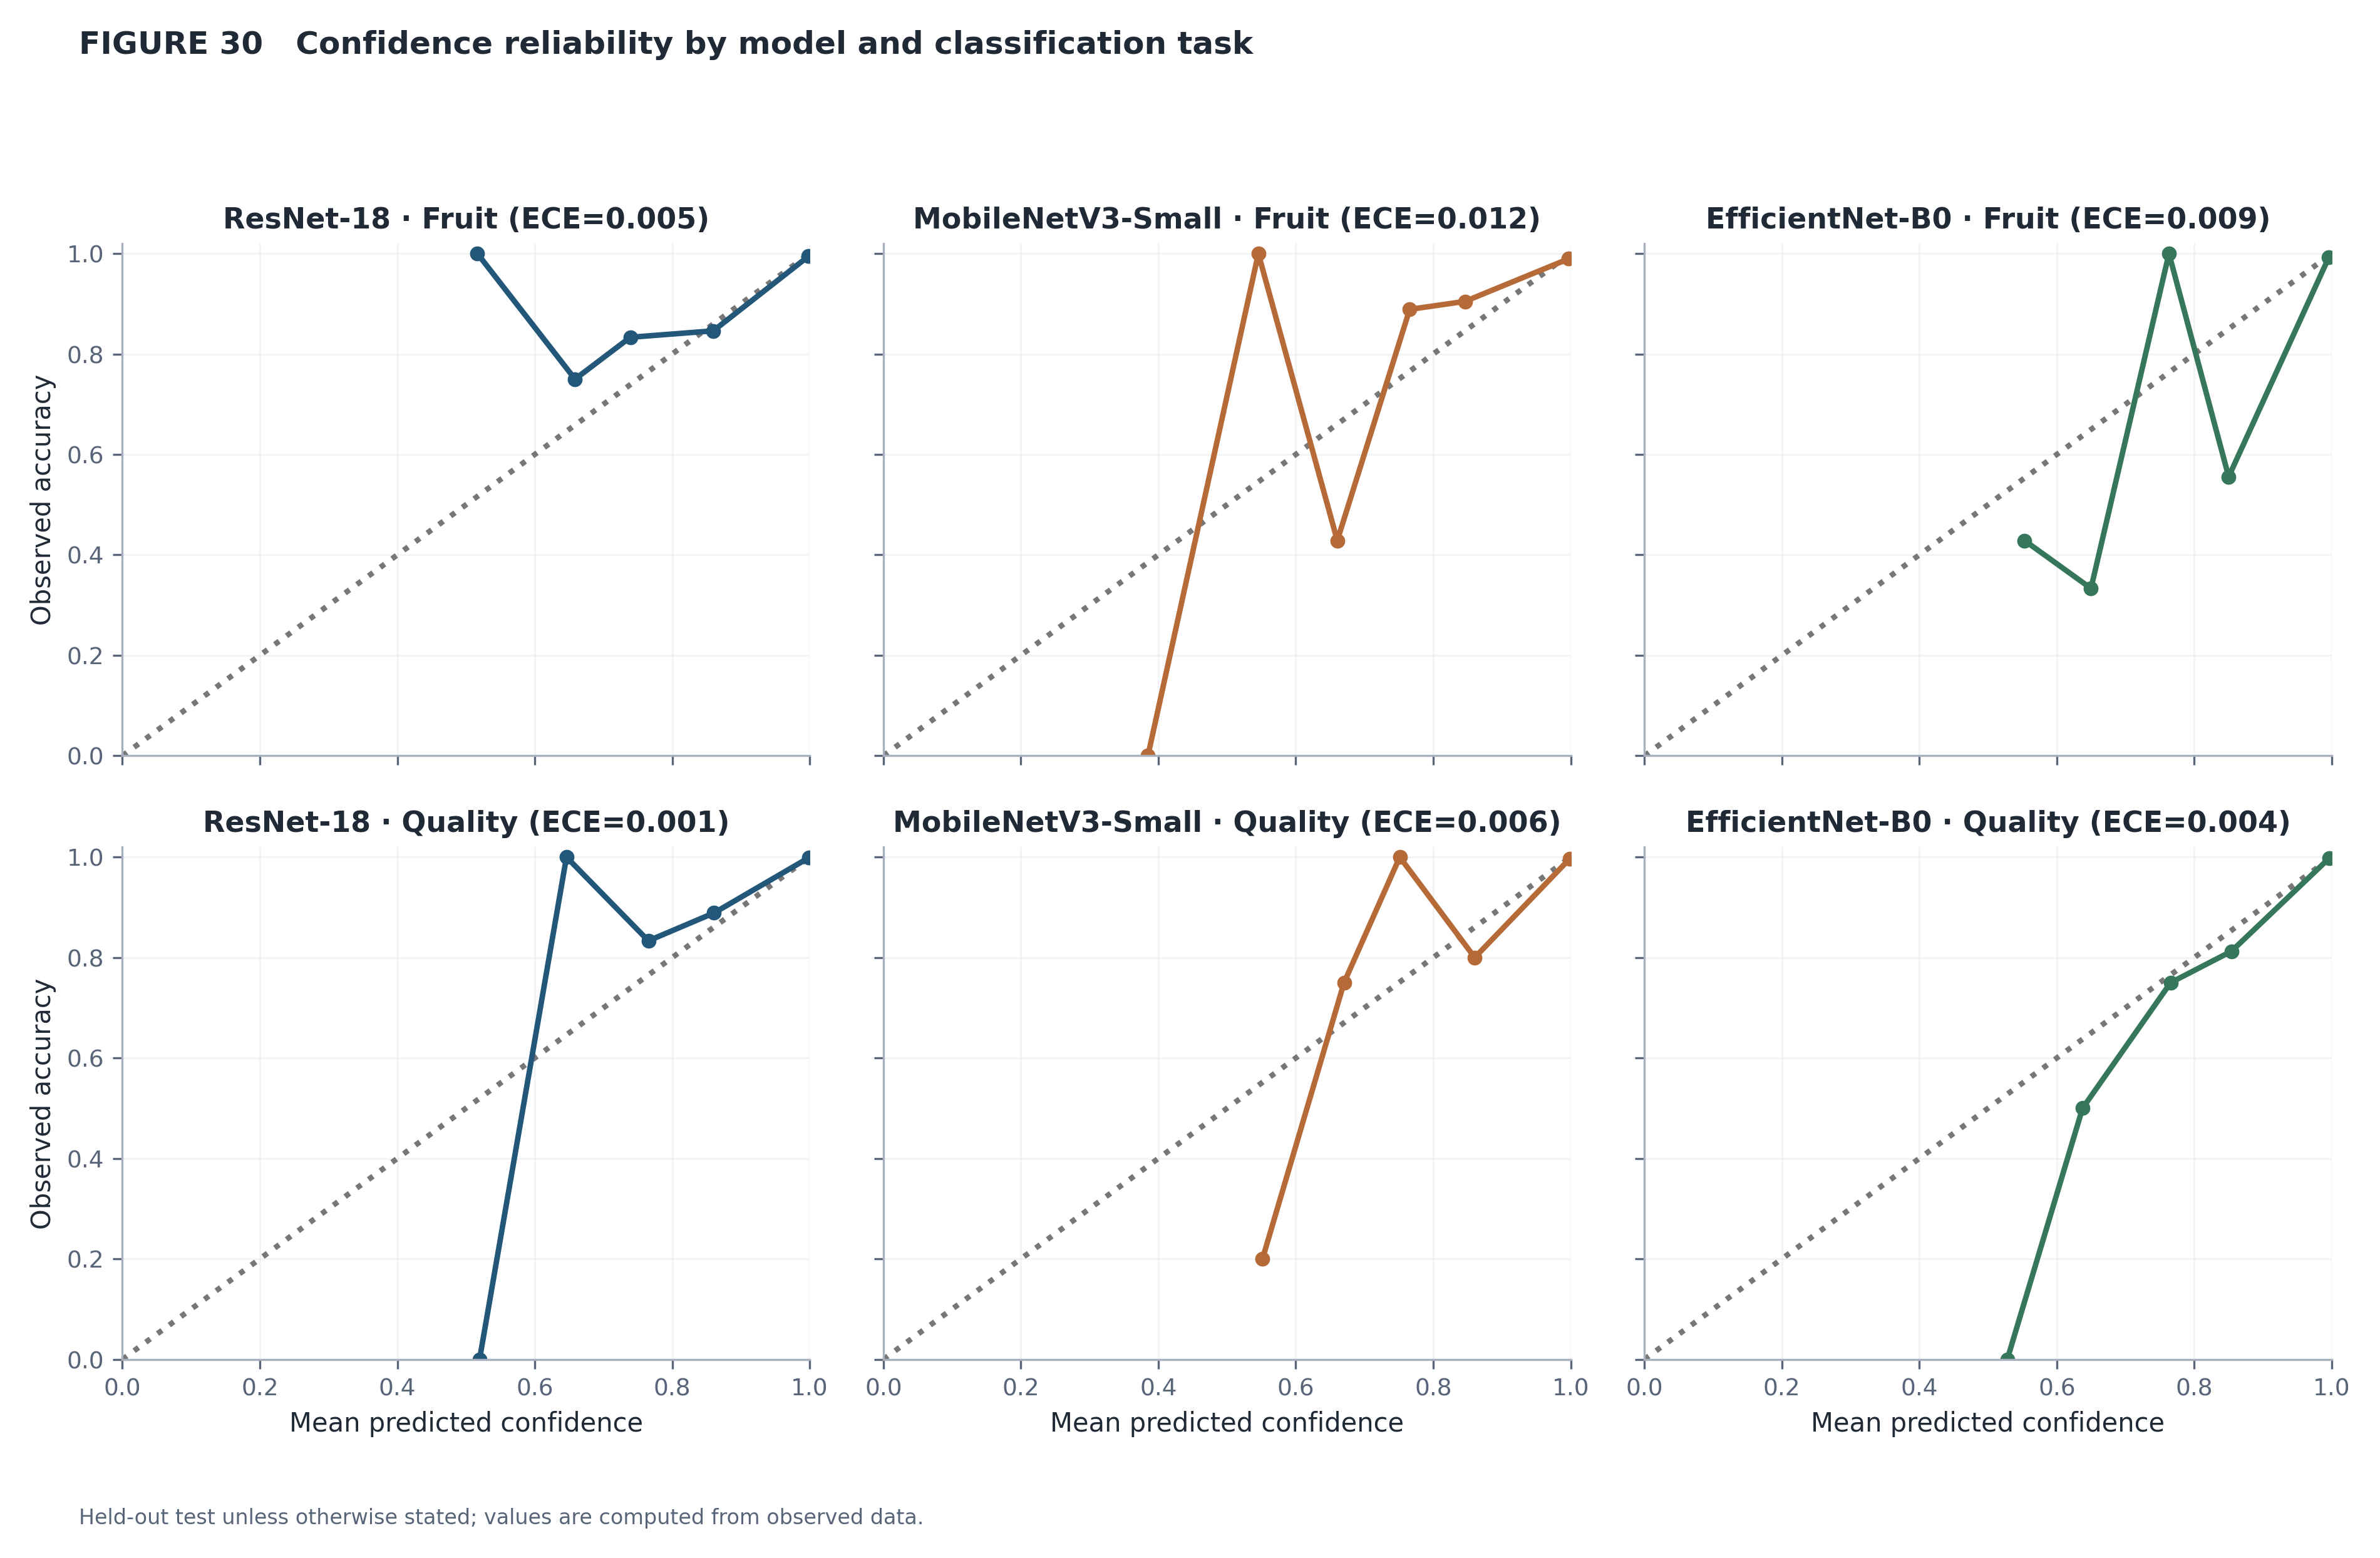 FIGURE 30 Confidence reliability by model and classification task
ResNet-18 · Fruit (ECE=0.005)
MobileNetV3-Small · Fruit (ECE=0.012)
EfficientNet-B0 · Fruit (ECE=0.009)
Observed accuracy
1.0
0.8
0.6
0.4
0.2
0.0
ResNet-18 · Quality (ECE=0.001)
MobileNetV3-Small · Quality (ECE=0.006)
EfficientNet-B0 · Quality (ECE=0.004)
Observed accuracy
1.0
0.8
0.6
0.4
0.2
0.0
0.0 0.2 0.4 0.6 0.8 1.0
0.0 0.2 0.4 0.6 0.8 1.0
0.0 0.2 0.4 0.6 0.8 1.0
Mean predicted confidence
Mean predicted confidence
Mean predicted confidence
Held-out test unless otherwise stated; values are computed from observed data.